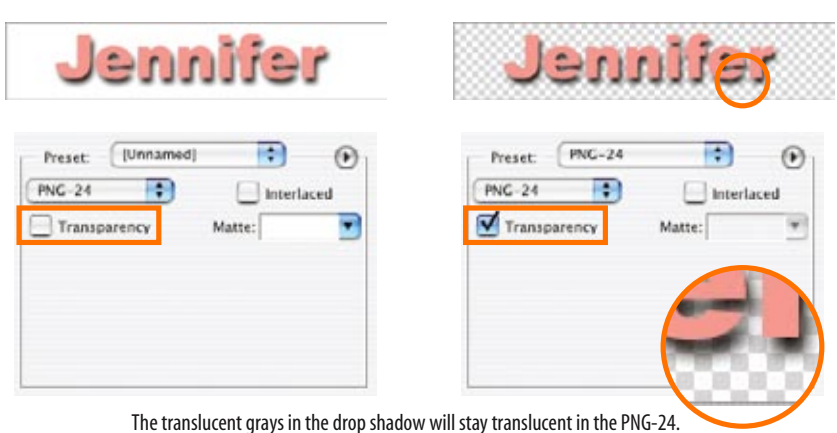 Jennifer
Jennifer
Preset: [Unnamed]
PNG-24
Interlaced
Transparency
Matte:
Preset: PNG-24
PNG-24
Interlaced
Transparency
Matte:
er
The translucent grays in the drop shadow will stay translucent in the PNG-24.